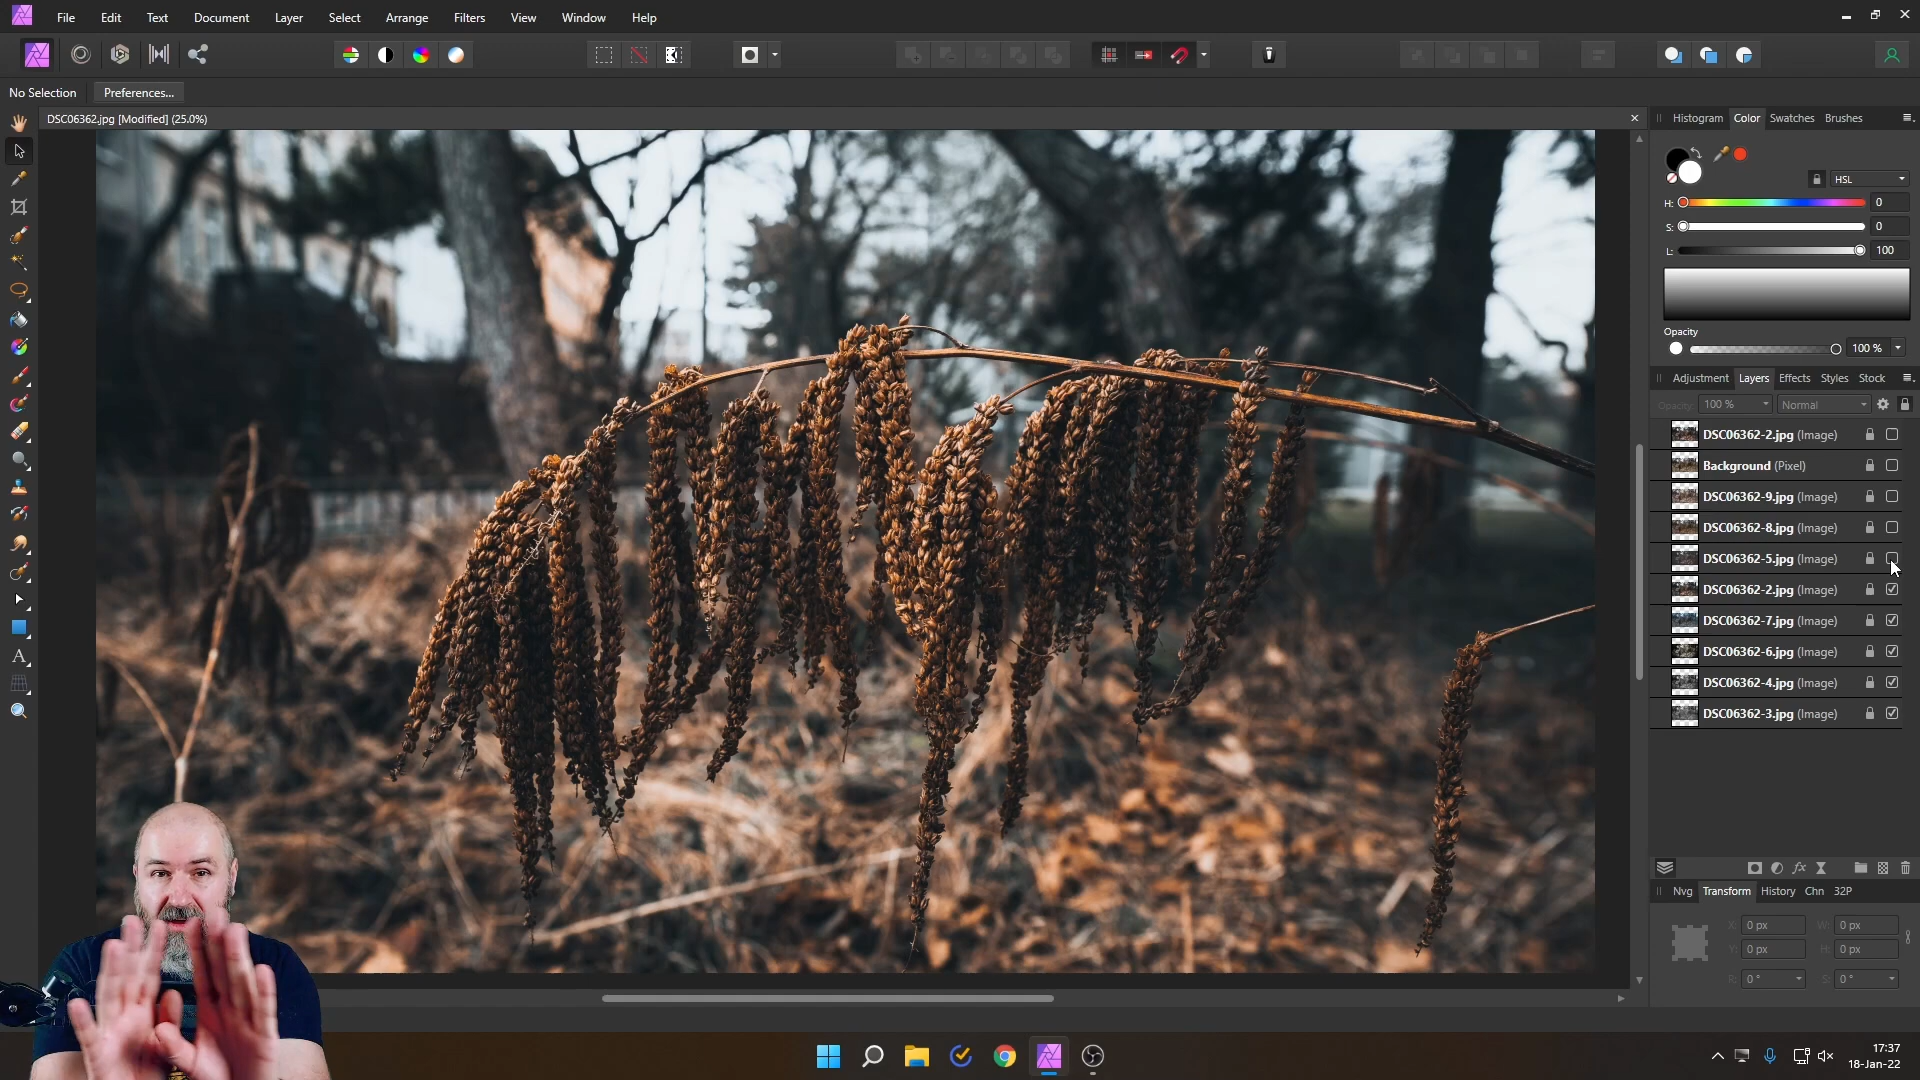 File Edit Text Document Layer Select Arrange Filters View Window Help
No Selection Preferences...
DSC06362.jpg [Modified] (25.0%)
Histogram Color Swatches Brushes
HSL
H: 0
S: 0
L: 100
Opacity
100 %
Adjustment Layers Effects Styles Stock
Opacity: 100 % Normal
DSC06362-2.jpg (Image)
Background (Pixel)
DSC06362-9.jpg (Image)
DSC06362-8.jpg (Image)
DSC06362-5.jpg (Image)
DSC06362-2.jpg (Image)
DSC06362-7.jpg (Image)
DSC06362-6.jpg (Image)
DSC06362-4.jpg (Image)
DSC06362-3.jpg (Image)
Nvg Transform History Chn 32P
X: 0 px W: 0 px
Y: 0 px H: 0 px
R: 0 ° S: 0 °
17:37
18-Jan-22